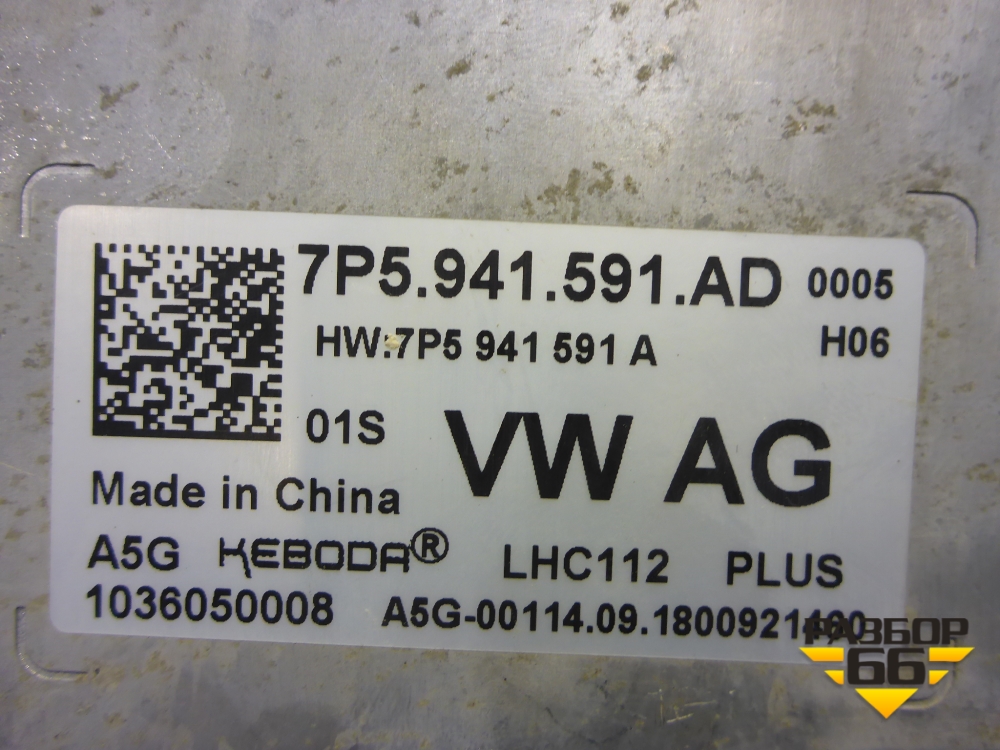 7P5.941.591.AD 0005
HW:7P5 941 591 A H06
01S VW AG
Made in China
A5G KEBODA® LHC112 PLUS
1036050008
РАЗБОР
66